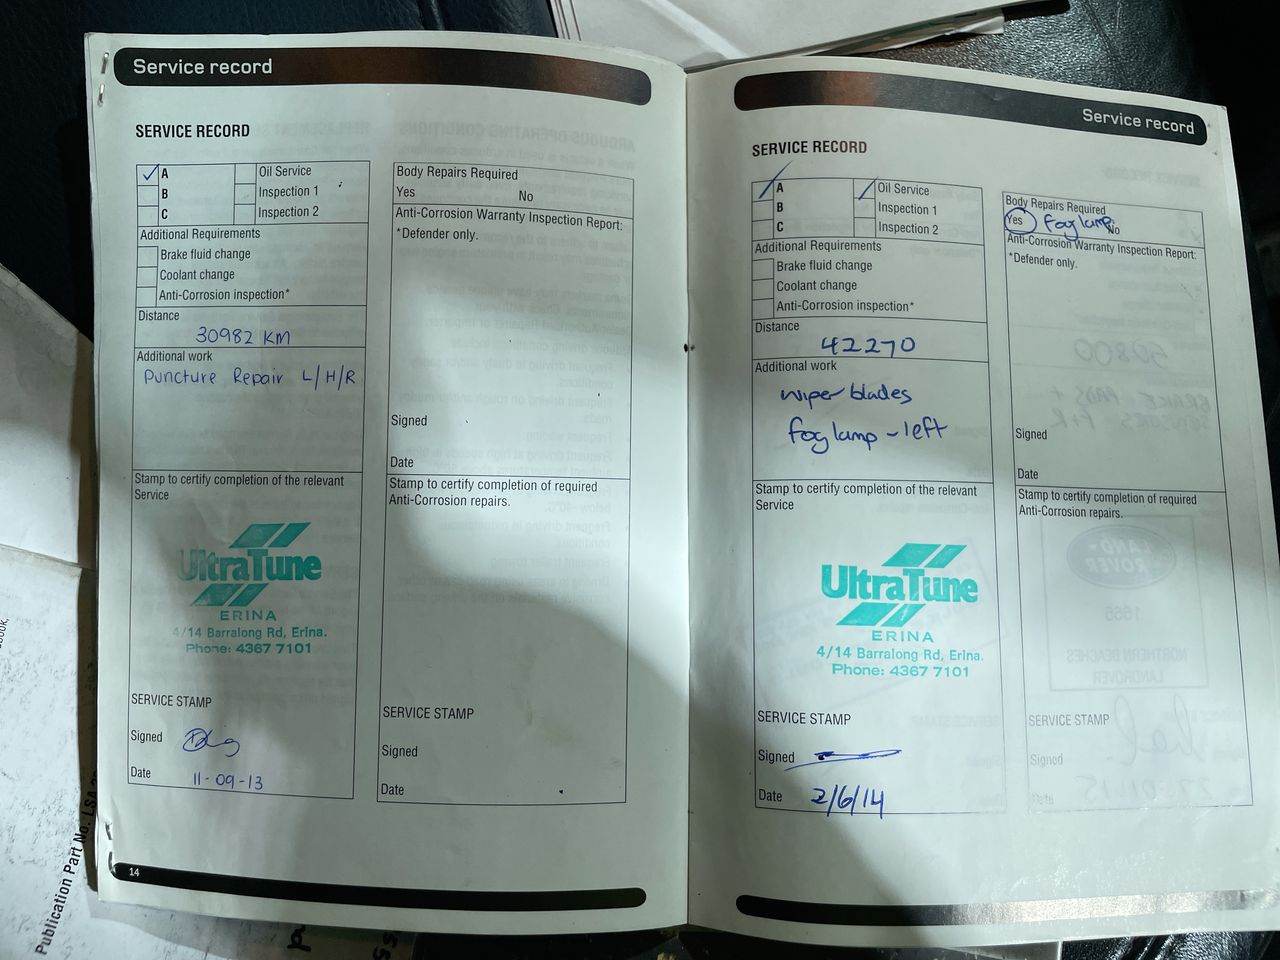 Service record
SERVICE RECORD
A
Oil Service
B
Inspection 1
C
Inspection 2
Additional Requirements
Brake fluid change
Coolant change
Anti-Corrosion inspection*
Distance
30982 KM
Additional work
Puncture Repair L/H/R
Stamp to certify completion of the relevant
Service
UltraTune
ERINA
4/14 Barralong Rd, Erina.
Phone: 4367 7101
SERVICE STAMP
Signed
Date 11-09-13
14
Body Repairs Required
Yes No
Anti-Corrosion Warranty Inspection Report:
*Defender only.
Signed
Date
Stamp to certify completion of required
Anti-Corrosion repairs.
SERVICE STAMP
Signed
Date
Service record
SERVICE RECORD
A
Oil Service
B
Inspection 1
C
Inspection 2
Additional Requirements
Brake fluid change
Coolant change
Anti-Corrosion inspection*
Distance
42270
Additional work
wiper blades
fog lamp - left
Stamp to certify completion of the relevant
Service
UltraTune
ERINA
4/14 Barralong Rd, Erina.
Phone: 4367 7101
SERVICE STAMP
Signed
Date 2/6/14
Body Repairs Required
Yes fog lamp No
Anti-Corrosion Warranty Inspection Report:
*Defender only.
Signed
Date
Stamp to certify completion of required
Anti-Corrosion repairs.
SERVICE STAMP
Signed
Date
Publication Part No. LSA